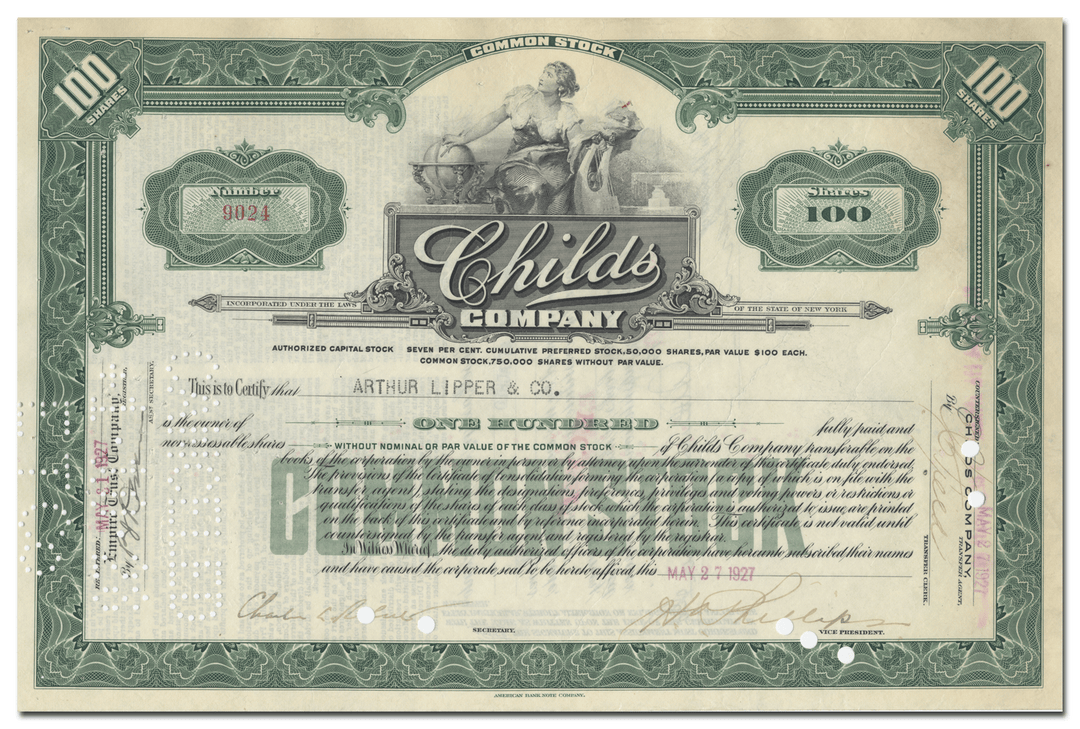 COMMON STOCK
100
SHARES
100
SHARES
Number
9024
Shares
100
Childs
COMPANY
INCORPORATED UNDER THE LAWS
OF THE STATE OF NEW YORK
AUTHORIZED CAPITAL STOCK SEVEN PER CENT. CUMULATIVE PREFERRED STOCK, 50,000 SHARES, PAR VALUE $100 EACH.
COMMON STOCK, 750,000 SHARES WITHOUT PAR VALUE.
This is to Certify that ARTHUR LIPPER & CO.
is the owner of ONE HUNDRED fully paid and
non-assessable shares WITHOUT NOMINAL OR PAR VALUE OF THE COMMON STOCK of Childs Company transferable on the
books of the corporation by the owner in person or by attorney upon the surrender of this certificate duly endorsed.
The provisions of the certificate of consolidation forming the corporation (a copy of which is on file with the
transfer agent), stating the designations, preferences, privileges and voting powers or restrictions or
qualifications of the shares of each class of stock which the corporation is authorized to issue are printed
on the back of this certificate and by reference incorporated herein. This certificate is not valid until
countersigned by the transfer agent and registered by the registrar.
In Witness Whereof, the duly authorized officers of the corporation have hereunto subscribed their names
and have caused the corporate seal to be hereto affixed, this MAY 27 1927
SECRETARY.
VICE PRESIDENT.
MAY 21 1927
Empire Trust Company,
REGISTRAR.
By
ASST SECRETARY.
COUNTERSIGNED
CHILDS COMPANY,
TRANSFER AGENT.
By
TRANSFER CLERK.
AMERICAN BANK NOTE COMPANY.